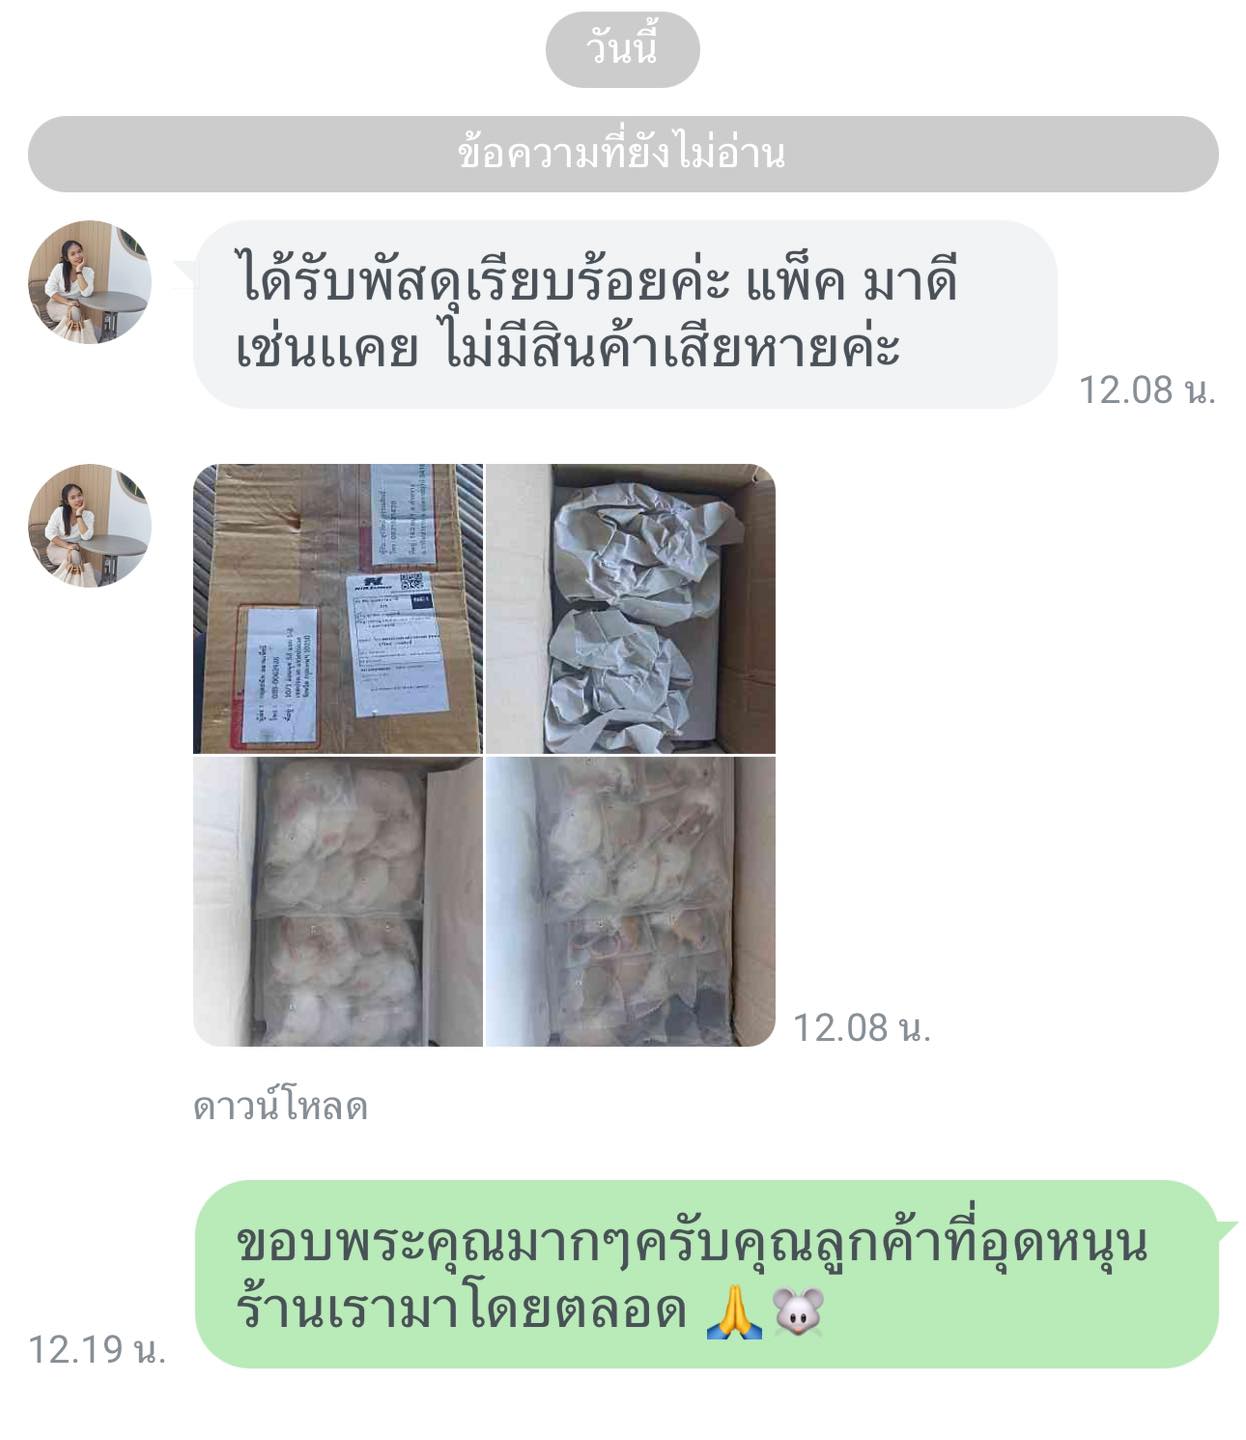 วันนี้
ข้อความที่ยังไม่อ่าน
ได้รับพัสดุเรียบร้อยค่ะ แพ็ค มาดี
เช่นแคย ไม่มีสินค้าเสียหายค่ะ
12.08 น.
12.08 น.
ดาวน์โหลด
ขอบพระคุณมากๆครับคุณลูกค้าที่อุดหนุน
ร้านเรามาโดยตลอด 🙏🐭
12.19 น.